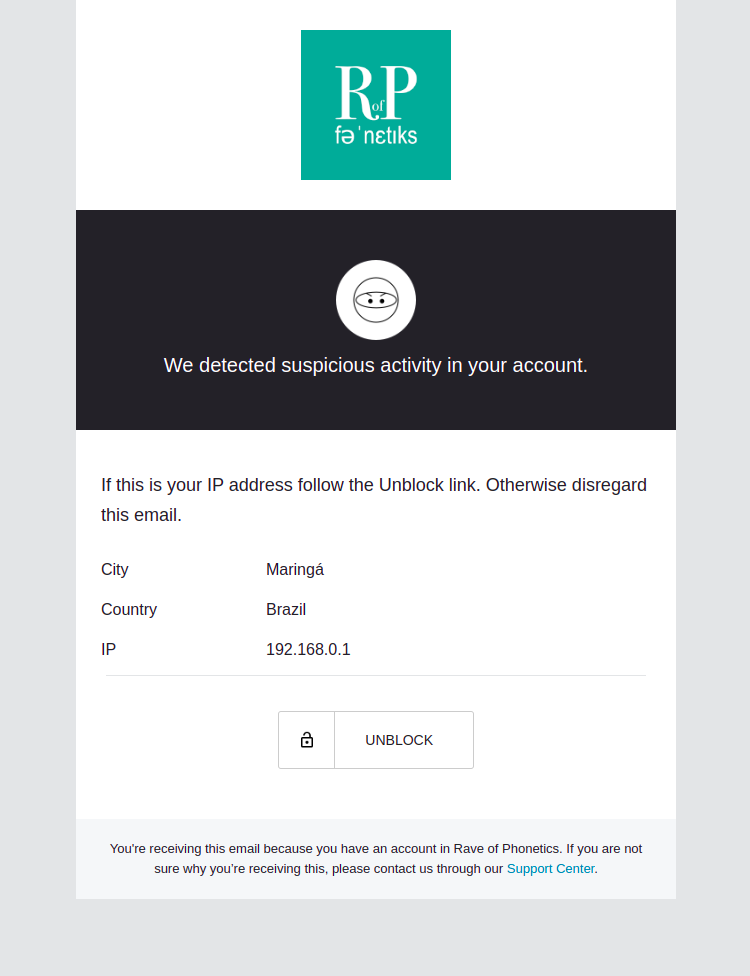 R of P
fəˈnɛtıks
We detected suspicious activity in your account.
If this is your IP address follow the Unblock link. Otherwise disregard
this email.
City Maringá
Country Brazil
IP 192.168.0.1
UNBLOCK
You're receiving this email because you have an account in Rave of Phonetics. If you are not
sure why you’re receiving this, please contact us through our Support Center.